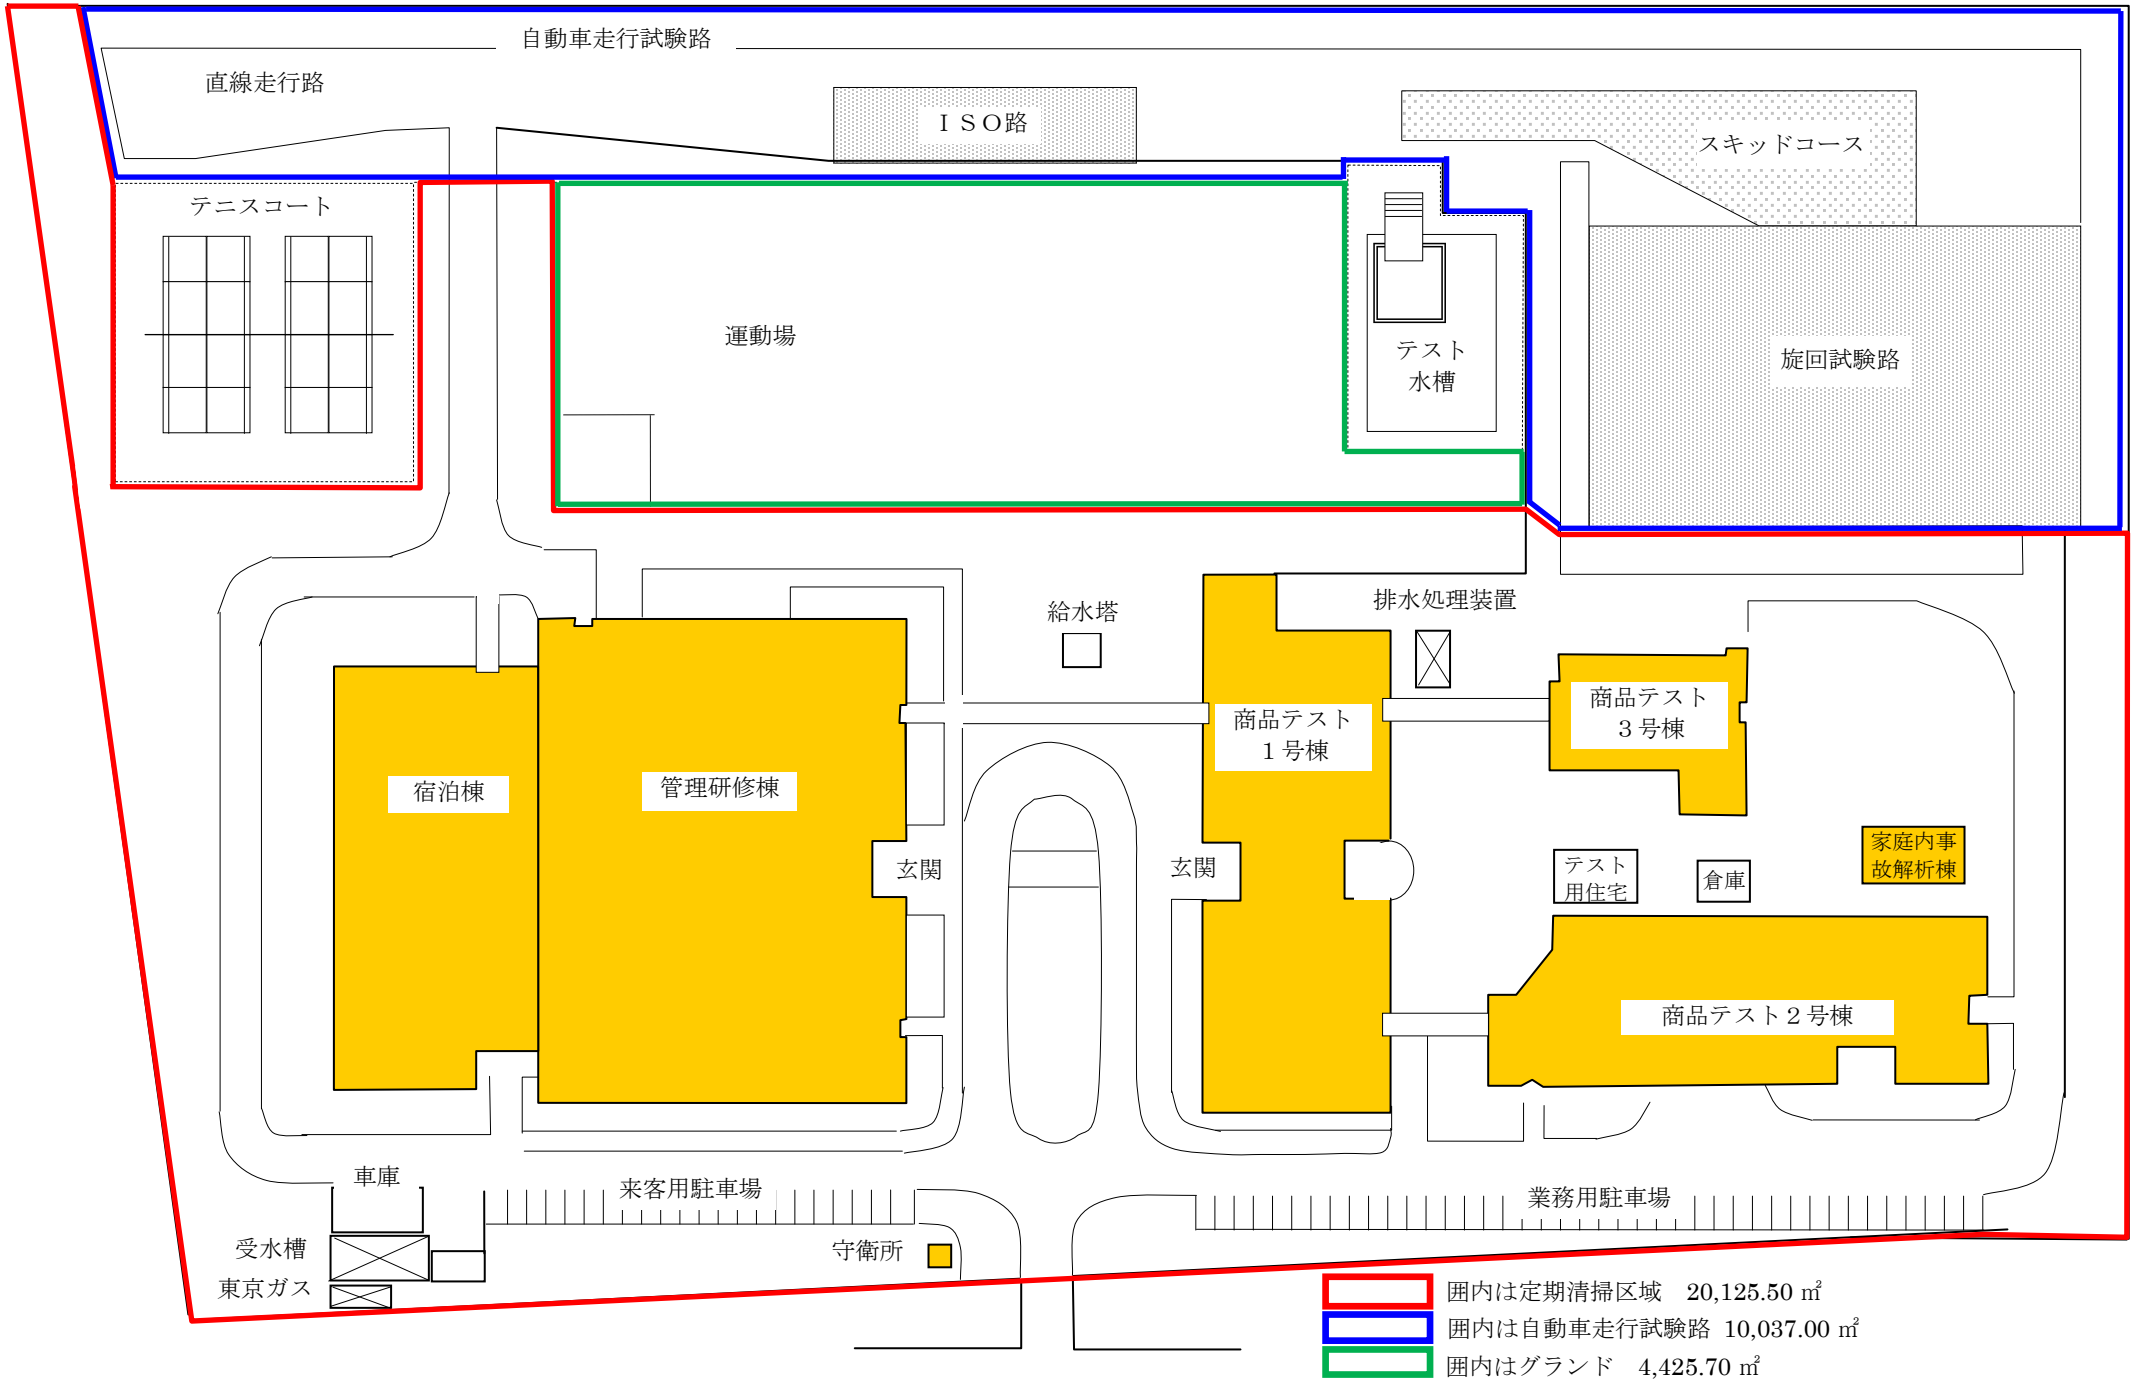 自動車走行試験路
直線走行路
ＩＳＯ路
スキッドコース
テニスコート
運動場
テスト
水槽
旋回試験路
給水塔
排水処理装置
商品テスト
３号棟
商品テスト
１号棟
宿泊棟
管理研修棟
玄関
玄関
テスト
用住宅
倉庫
家庭内事
故解析棟
商品テスト２号棟
車庫
来客用駐車場
業務用駐車場
受水槽
守衛所
東京ガス
囲内は定期清掃区域　20,125.50 ㎡
囲内は自動車走行試験路 10,037.00 ㎡
囲内はグランド　4,425.70 ㎡